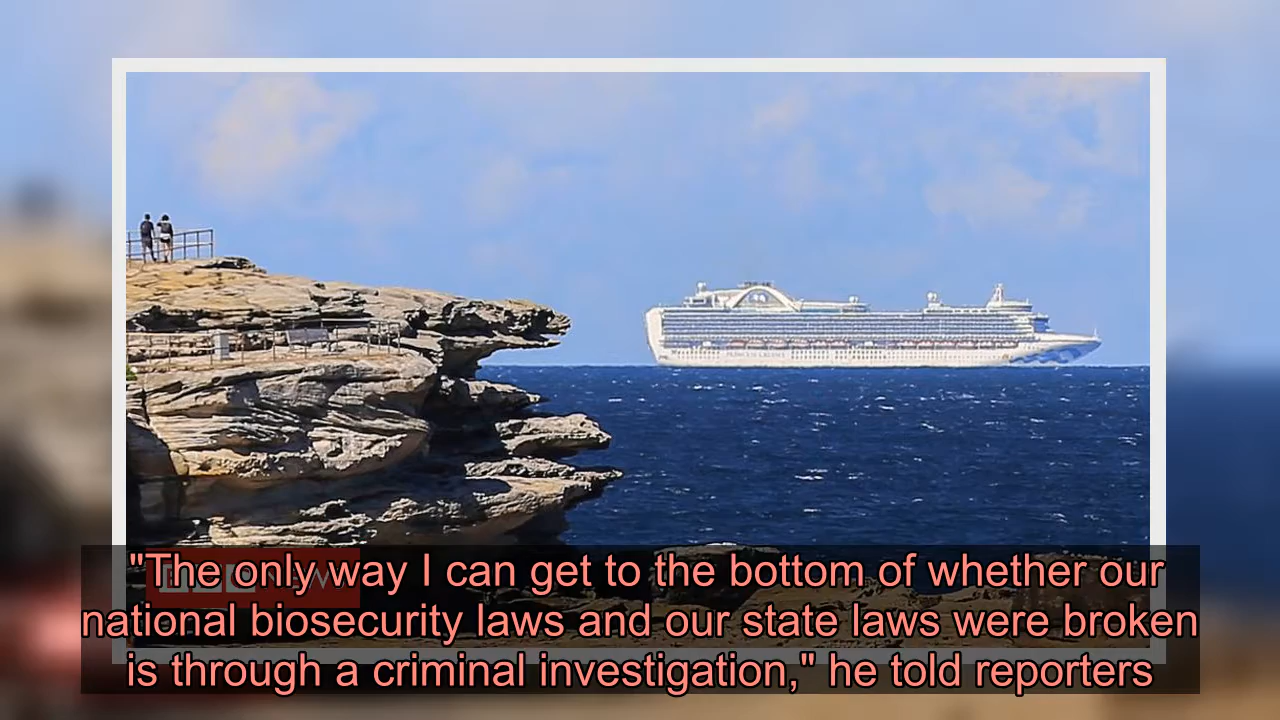 "The only way I can get to the bottom of whether our
national biosecurity laws and our state laws were broken
is through a criminal investigation," he told reporters